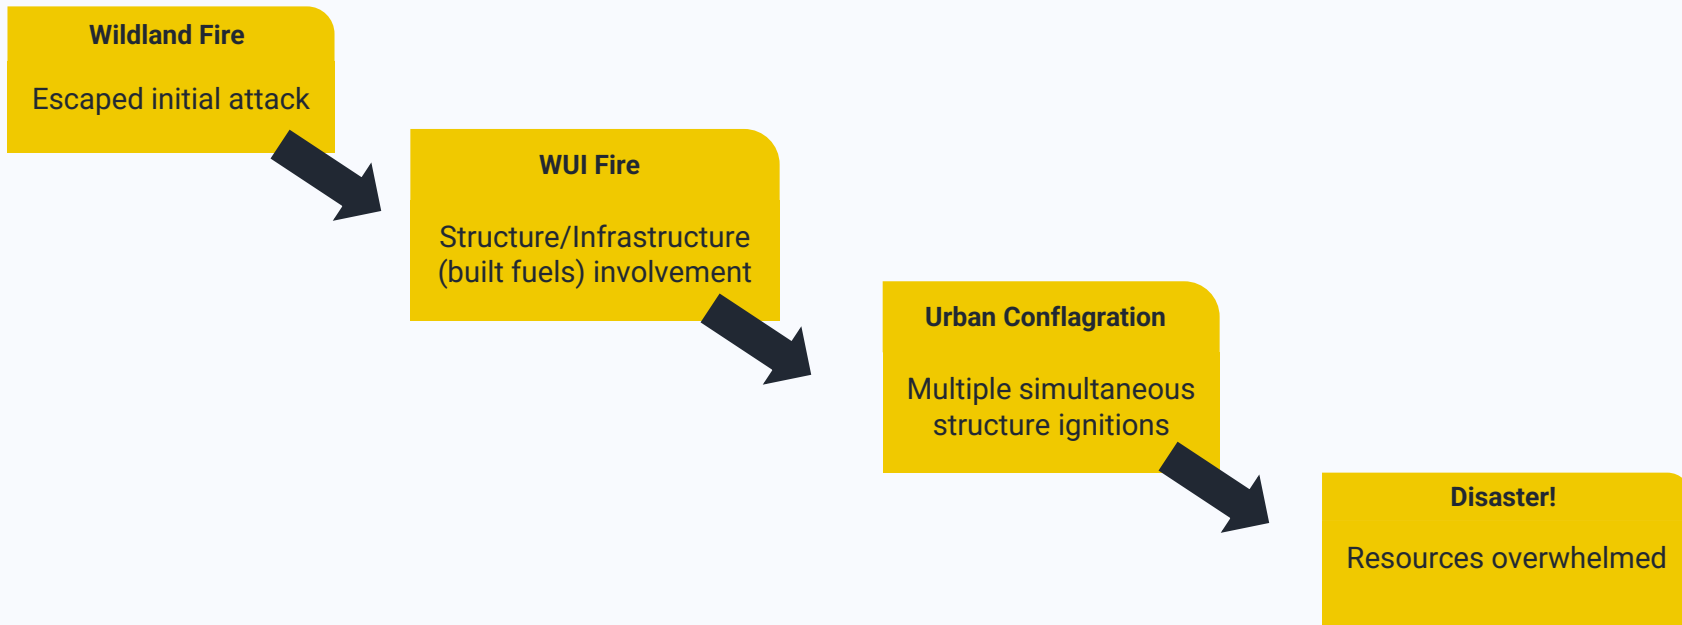 Wildland Fire
Escaped initial attack
WUI Fire
Structure/Infrastructure
(built fuels) involvement
Urban Conflagration
Multiple simultaneous
structure ignitions
Disaster!
Resources overwhelmed